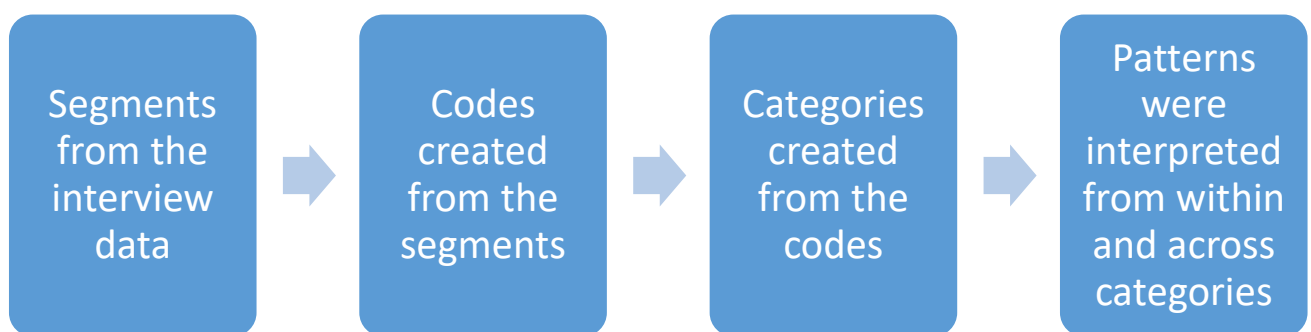 Segments
from the
interview
data
Codes
created
from the
segments
Categories
created
from the
codes
Patterns
were
interpreted
from within
and across
categories